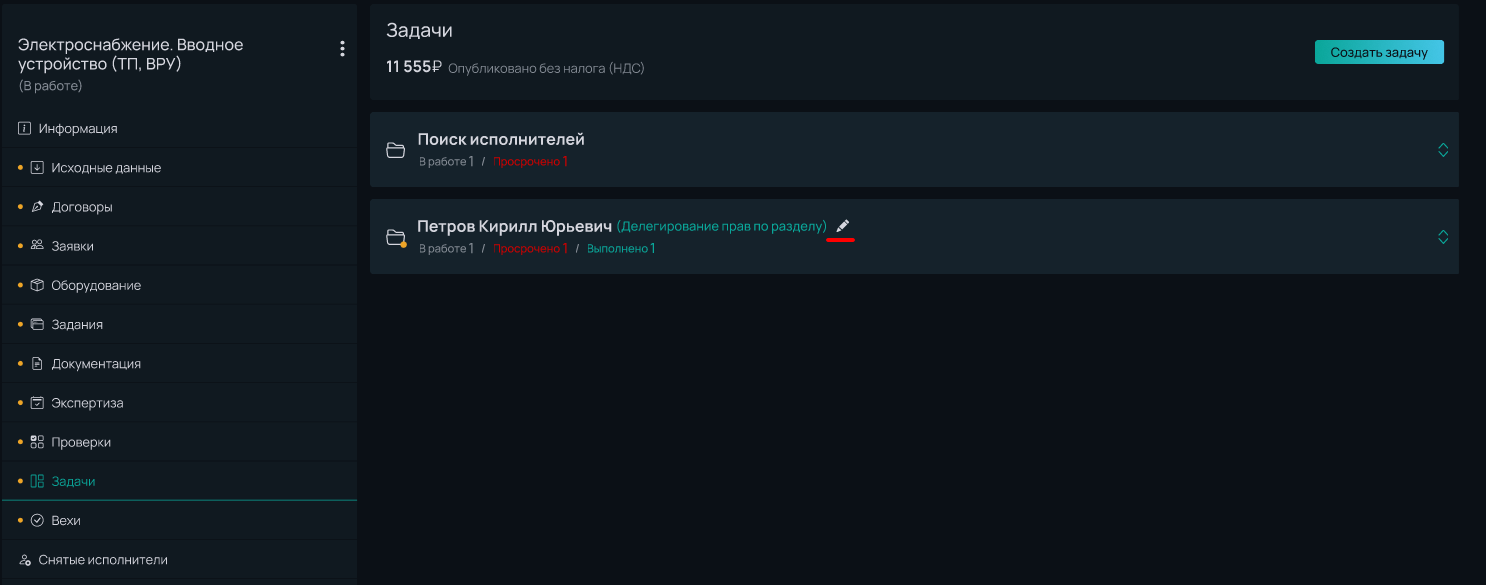 Электроснабжение. Вводное
устройство (ТП, ВРУ)
(В работе)
Информация
Исходные данные
Договоры
Заявки
Оборудование
Задания
Документация
Экспертиза
Проверки
Задачи
Вехи
Снятые исполнители
Задачи
11 555₽ Опубликовано без налога (НДС)
Создать задачу
Поиск исполнителей
В работе 1 / Просрочено 1
Петров Кирилл Юрьевич (Делегирование прав по разделу)
В работе 1 / Просрочено 1 / Выполнено 1